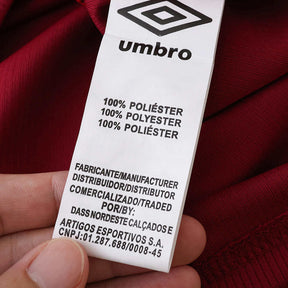 umbro
100% POLIÉSTER
100% POLYESTER
100% POLIÉSTER
FABRICANTE/MANUFACTURER
DISTRIBUIDOR/DISTRIBUTOR
COMERCIALIZADO/TRADED
POR/BY:
DASS NORDESTE CALÇADOS E
ARTIGOS ESPORTIVOS S.A.
CNPJ: 01.287.688/0008-45